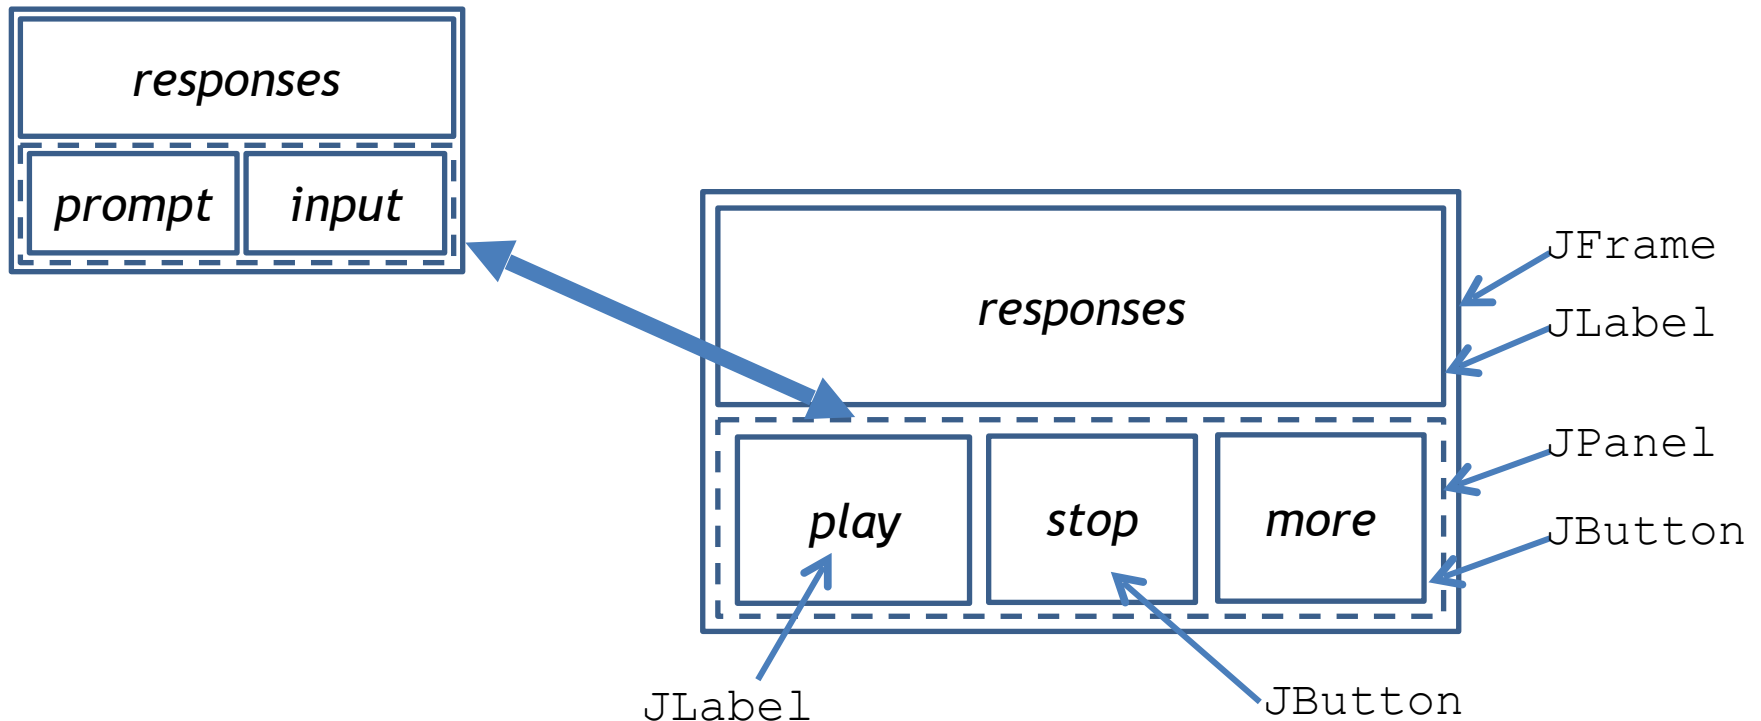 responses
prompt input
responses
play stop more
JFrame
JLabel
JPanel
JButton
JLabel
JButton